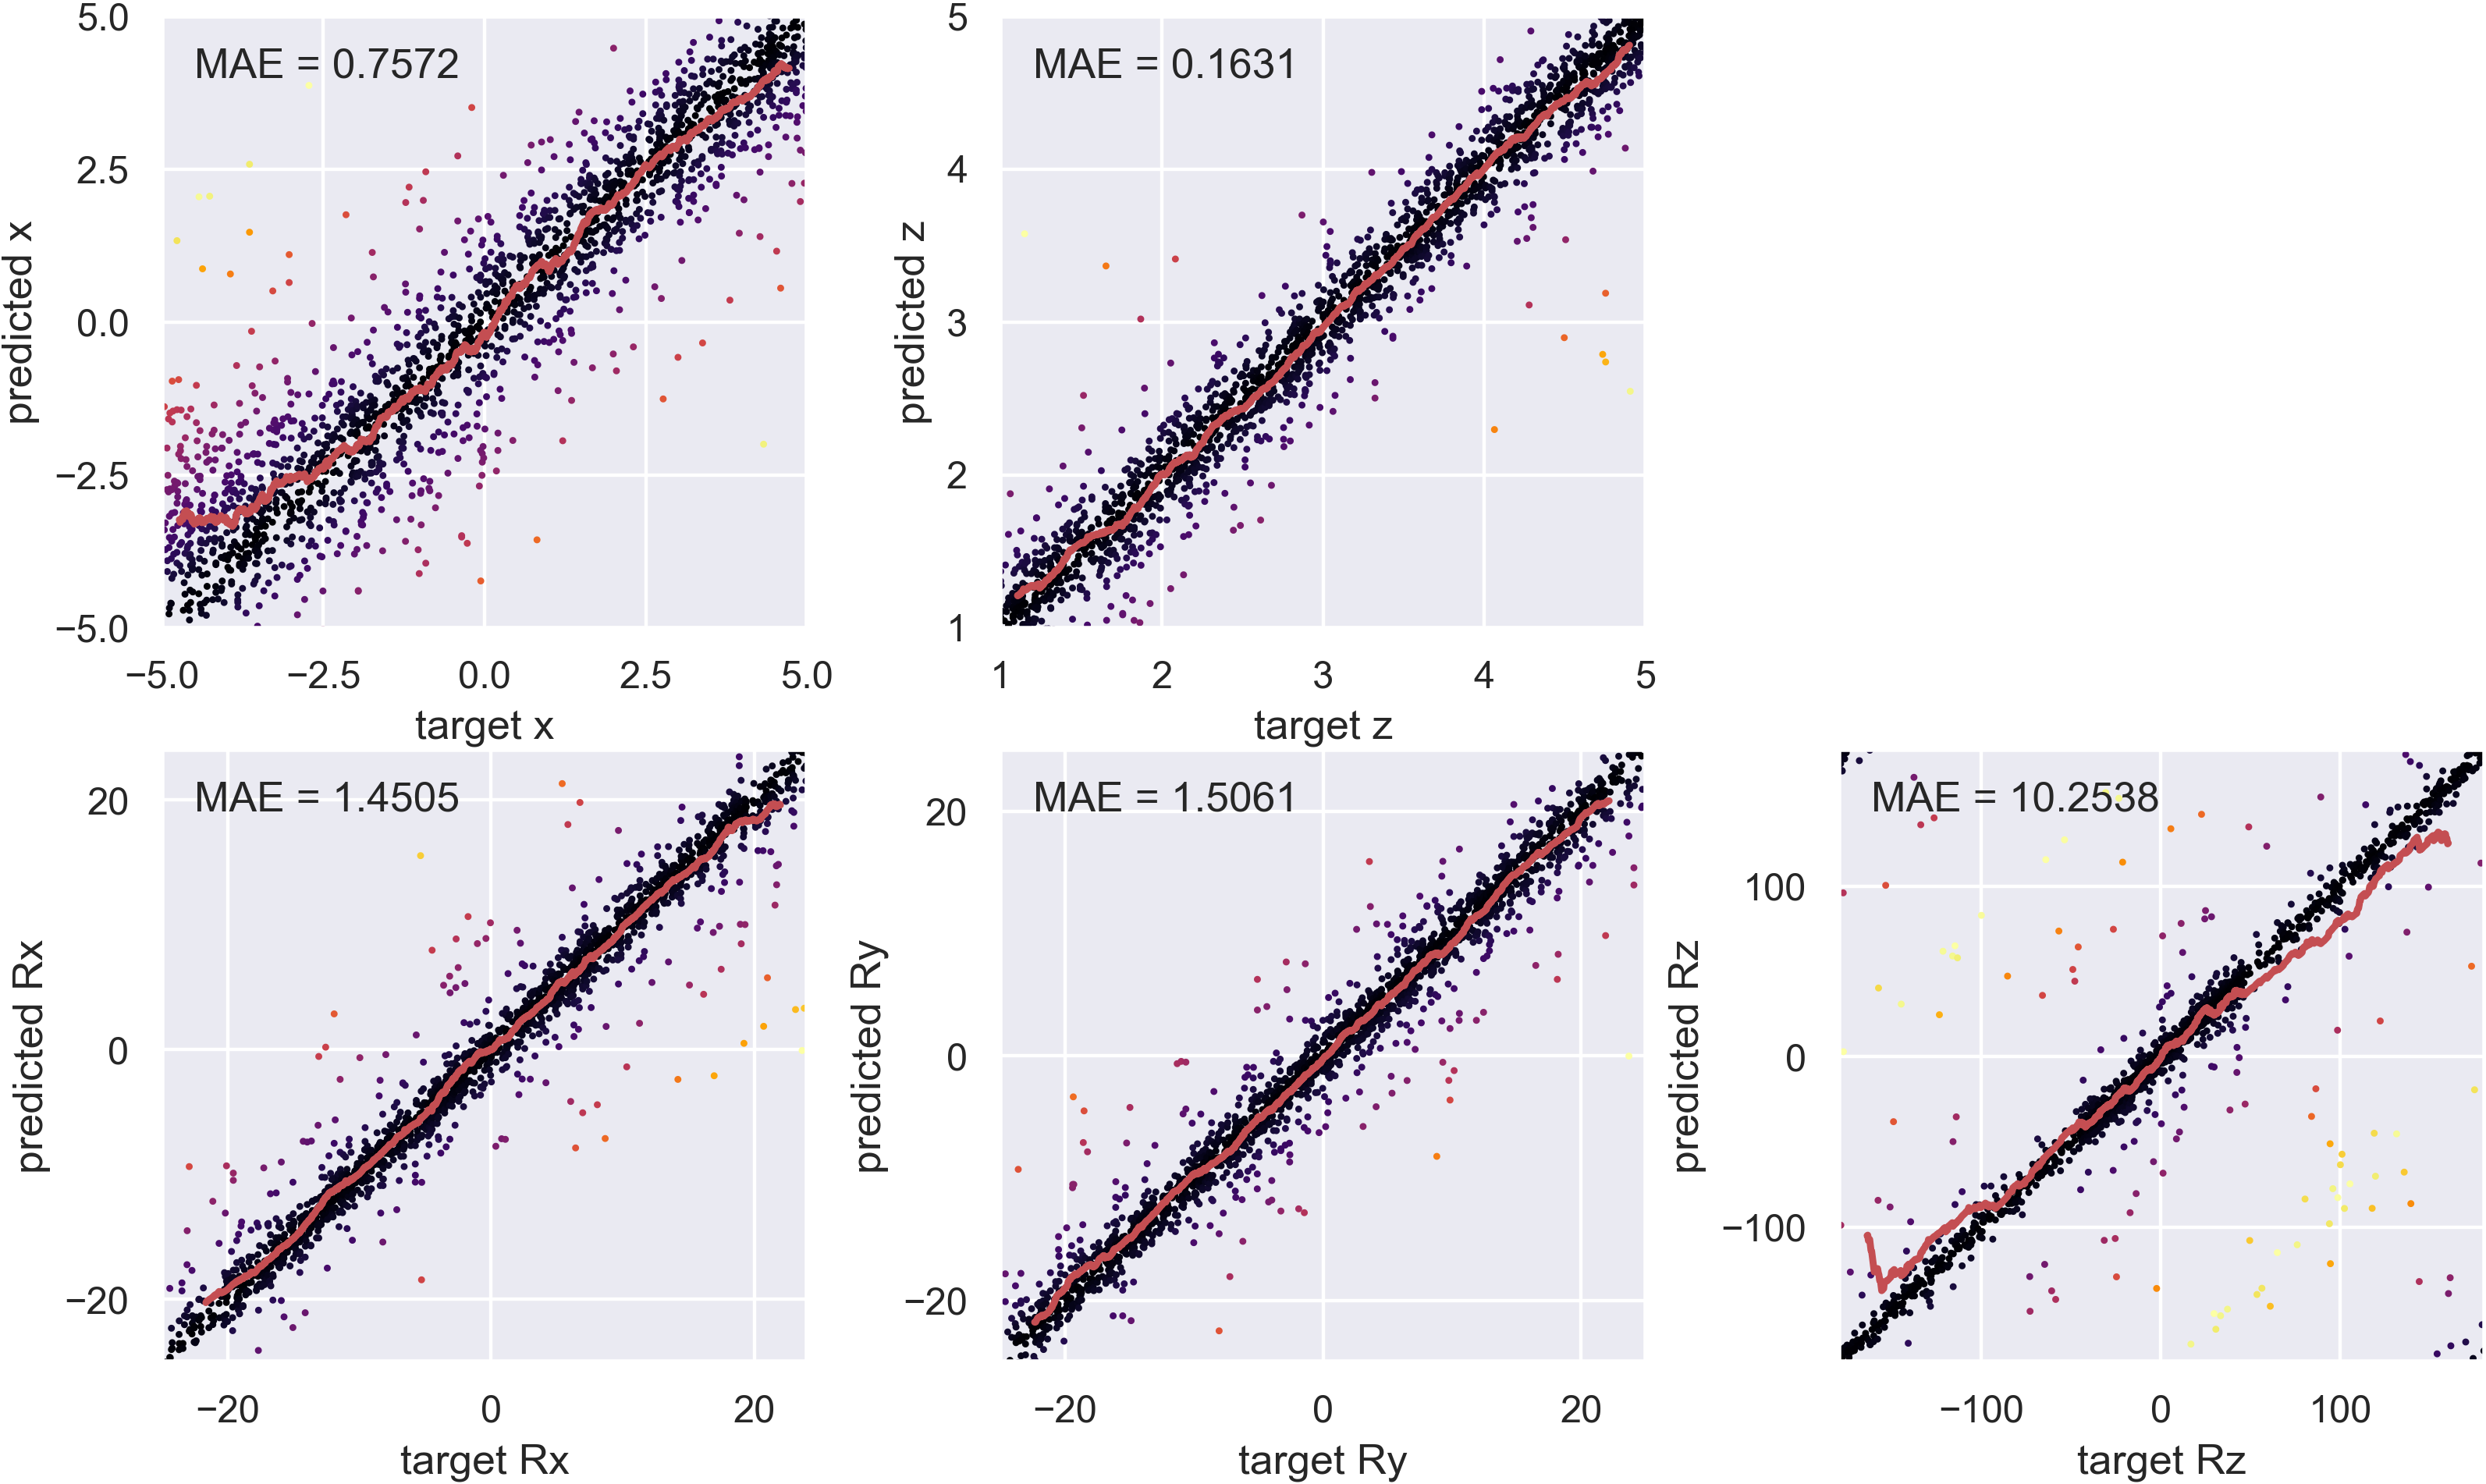 5.0
MAE = 0.7572
2.5
0.0
−2.5
−5.0
predicted x
−5.0 −2.5 0.0 2.5 5.0
target x
5
MAE = 0.1631
4
3
2
1
predicted z
1 2 3 4 5
target z
MAE = 1.4505
20
0
−20
predicted Rx
−20 0 20
target Rx
MAE = 1.5061
20
0
−20
predicted Ry
−20 0 20
target Ry
MAE = 10.2538
100
0
−100
predicted Rz
−100 0 100
target Rz